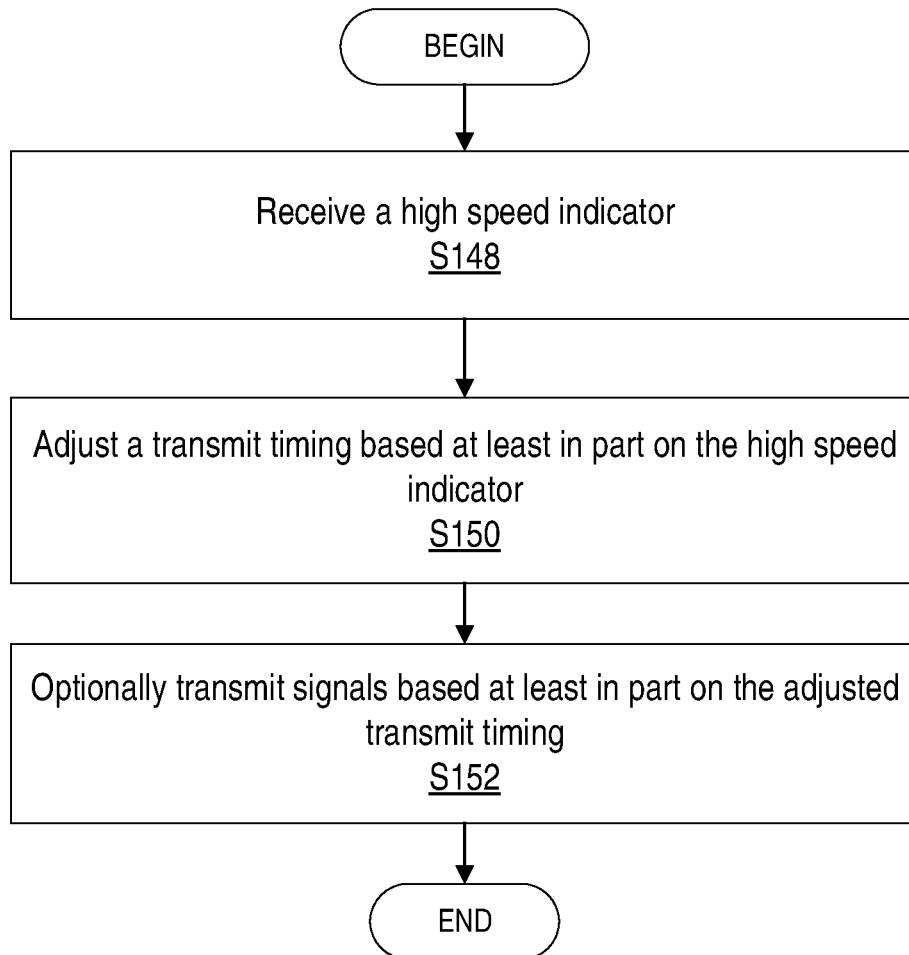 BEGIN
Receive a high speed indicator
S148
Adjust a transmit timing based at least in part on the high speed
indicator
S150
Optionally transmit signals based at least in part on the adjusted
transmit timing
S152
END